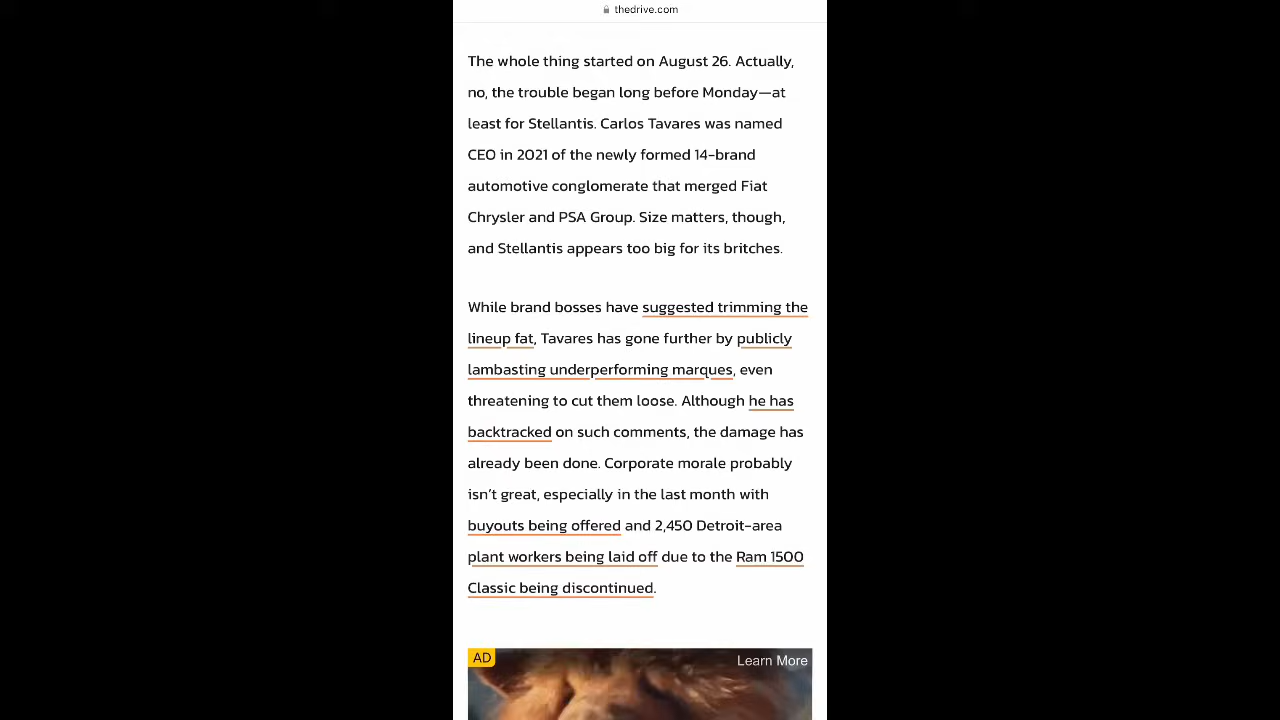 thedrive.com
The whole thing started on August 26. Actually,
no, the trouble began long before Monday—at
least for Stellantis. Carlos Tavares was named
CEO in 2021 of the newly formed 14-brand
automotive conglomerate that merged Fiat
Chrysler and PSA Group. Size matters, though,
and Stellantis appears too big for its britches.
While brand bosses have suggested trimming the
lineup fat, Tavares has gone further by publicly
lambasting underperforming marques, even
threatening to cut them loose. Although he has
backtracked on such comments, the damage has
already been done. Corporate morale probably
isn't great, especially in the last month with
buyouts being offered and 2,450 Detroit-area
plant workers being laid off due to the Ram 1500
Classic being discontinued.
AD
Learn More